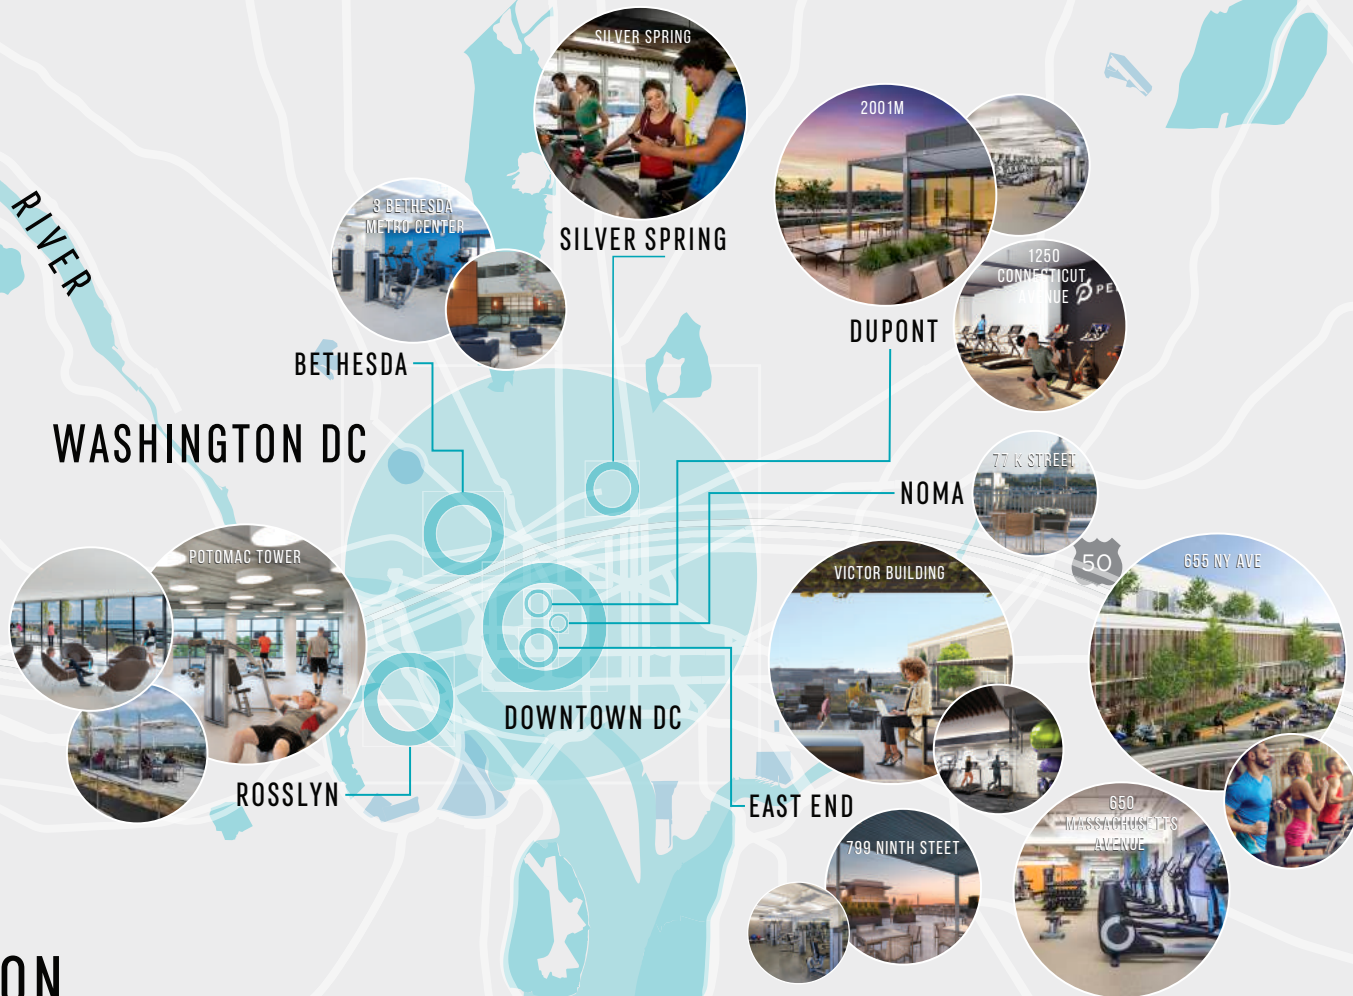 SILVER SPRING
2001M
3 BETHESDA
METRO CENTER
RIVER
SILVER SPRING
1250
CONNECTICUT
AVENUE
PE
DUPONT
BETHESDA
WASHINGTON DC
77 K STREET
NOMA
POTOMAC TOWER
VICTOR BUILDING
50
655 NY AVE
DOWNTOWN DC
ROSSLYN
EAST END
650
MASSACHUSETTS
AVENUE
799 NINTH STEET
ON